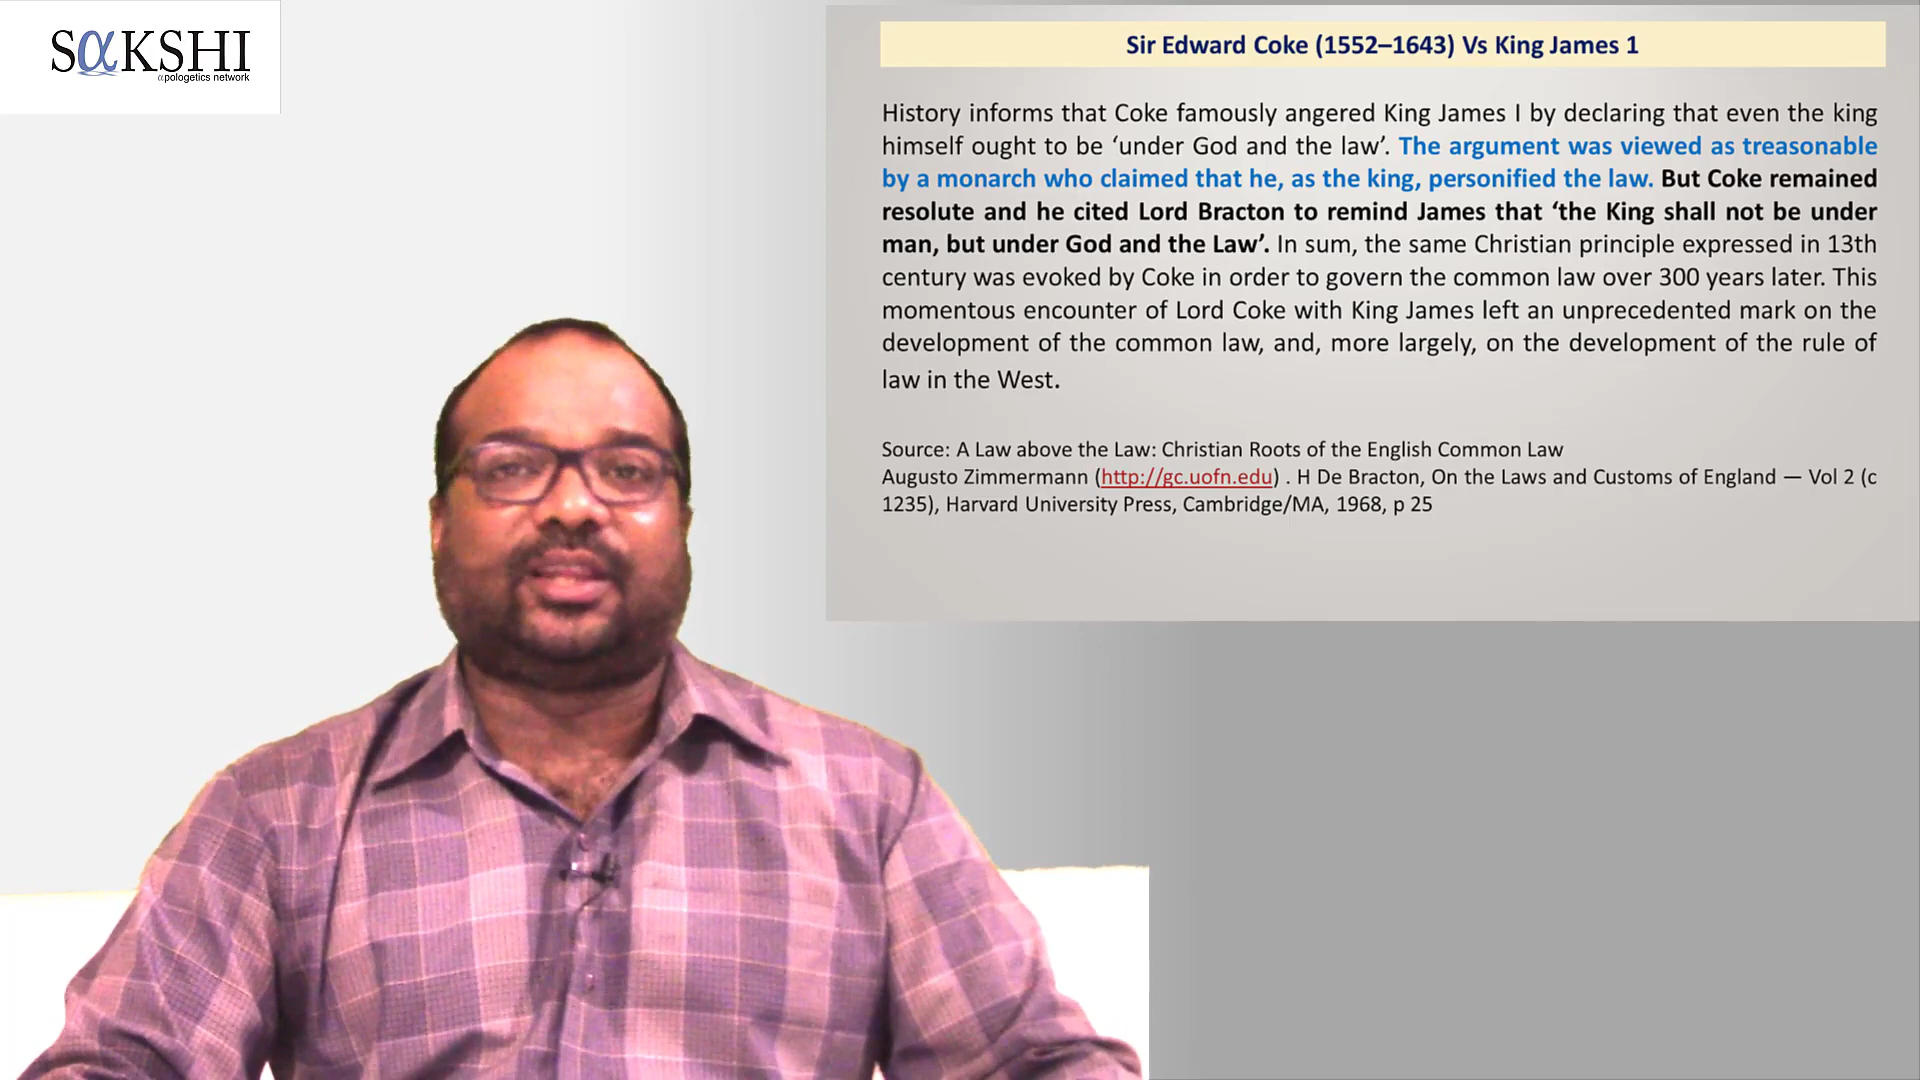 SαKSHI
αpologetics network
Sir Edward Coke (1552–1643) Vs King James 1
History informs that Coke famously angered King James I by declaring that even the king
himself ought to be ‘under God and the law’. The argument was viewed as treasonable
by a monarch who claimed that he, as the king, personified the law. But Coke remained
resolute and he cited Lord Bracton to remind James that ‘the King shall not be under
man, but under God and the Law’. In sum, the same Christian principle expressed in 13th
century was evoked by Coke in order to govern the common law over 300 years later. This
momentous encounter of Lord Coke with King James left an unprecedented mark on the
development of the common law, and, more largely, on the development of the rule of
law in the West.
Source: A Law above the Law: Christian Roots of the English Common Law
Augusto Zimmermann (http://gc.uofn.edu) . H De Bracton, On the Laws and Customs of England — Vol 2 (c
1235), Harvard University Press, Cambridge/MA, 1968, p 25